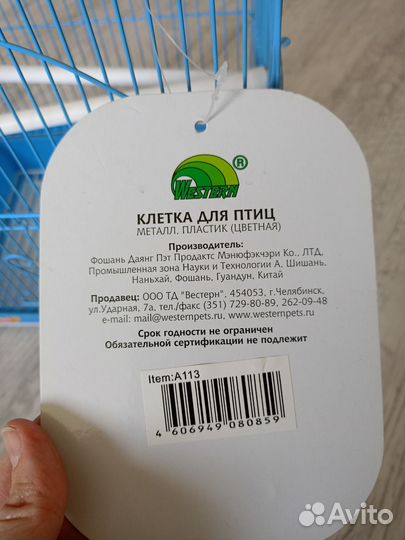 WESTERN ®
КЛЕТКА ДЛЯ ПТИЦ
МЕТАЛЛ, ПЛАСТИК (ЦВЕТНАЯ)
Производитель:
Фошань Даянг Пэт Продактс Мэнюфэкчэри Ко., ЛТД,
Промышленная зона Науки и Технологии А, Шишань,
Наньхай, Фошань, Гуандун, Китай
Продавец: ООО ТД "Вестерн", 454053, г.Челябинск,
ул.Ударная, 7а, тел./факс (351) 729-80-89, 262-09-48
e-mail: mail@westernpets.ru, www.westernpets.ru
Срок годности не ограничен
Обязательной сертификации не подлежит
Item:A113
4 606949 080859
Avito